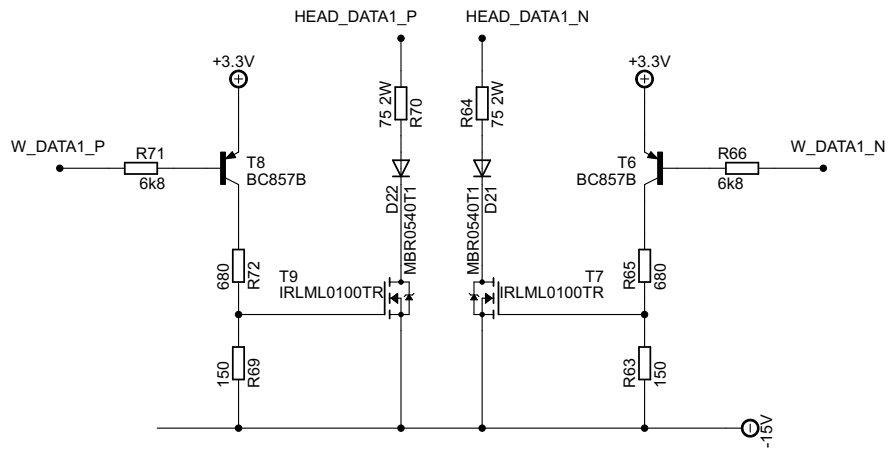 HEAD_DATA1_P
HEAD_DATA1_N
+3.3V
+3.3V
75 2W
R70
R64
75 2W
W_DATA1_P
R71
6k8
T8
BC857B
D22
MBR0540T1
MBR0540T1
D21
T6
BC857B
R66
6k8
W_DATA1_N
680
R72
T9
IRLML0100TR
T7
IRLML0100TR
R65
680
150
R69
R63
150
-15V